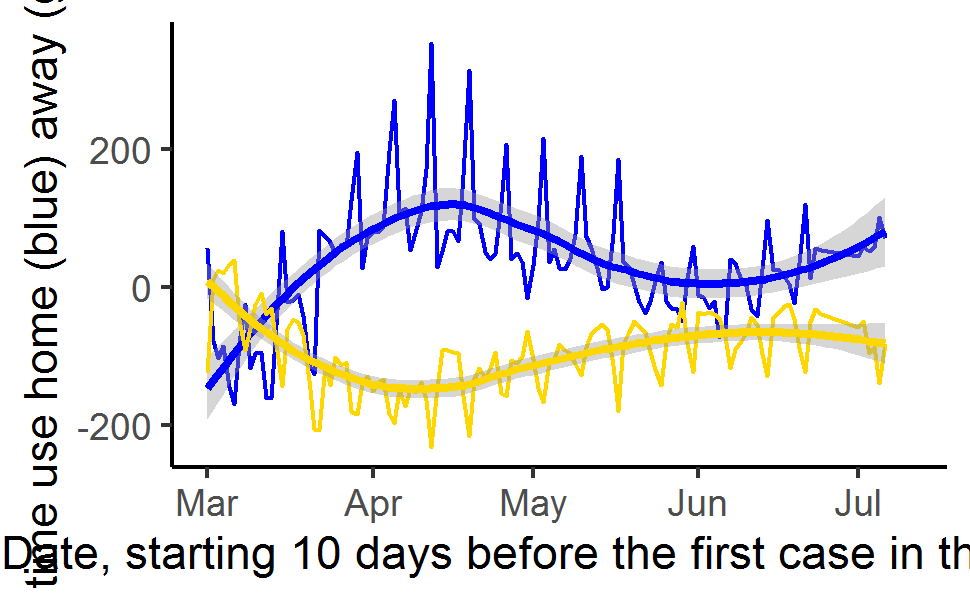 time use home (blue) away (
200
0
-200
Mar Apr May Jun Jul
Date, starting 10 days before the first case in th